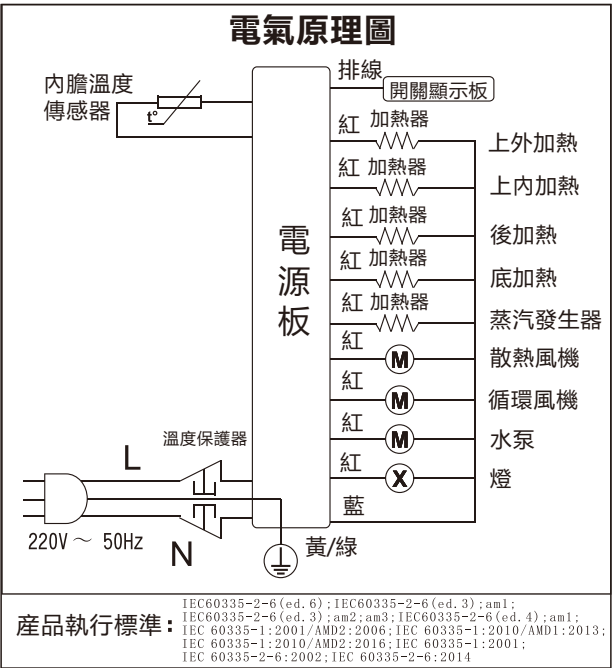 電氣原理圖
內膽溫度
傳感器
t°
排線
開關顯示板
紅 加熱器 上外加熱
紅 加熱器 上內加熱
紅 加熱器 後加熱
紅 加熱器 底加熱
紅 加熱器 蒸汽發生器
紅 M 散熱風機
紅 M 循環風機
紅 M 水泵
紅 X 燈
藍
電源板
溫度保護器
L
N
220V～ 50Hz
黃/綠
産品執行標準：
IEC60335-2-6(ed.6);IEC60335-2-6(ed.3);am1;
IEC60335-2-6(ed.3);am2;am3;IEC60335-2-6(ed.4);am1;
IEC 60335-1:2001/AMD2:2006;IEC 60335-1:2010/AMD1:2013;
IEC 60335-1:2010/AMD2:2016;IEC 60335-1:2001;
IEC 60335-2-6:2002;IEC 60335-2-6:2014